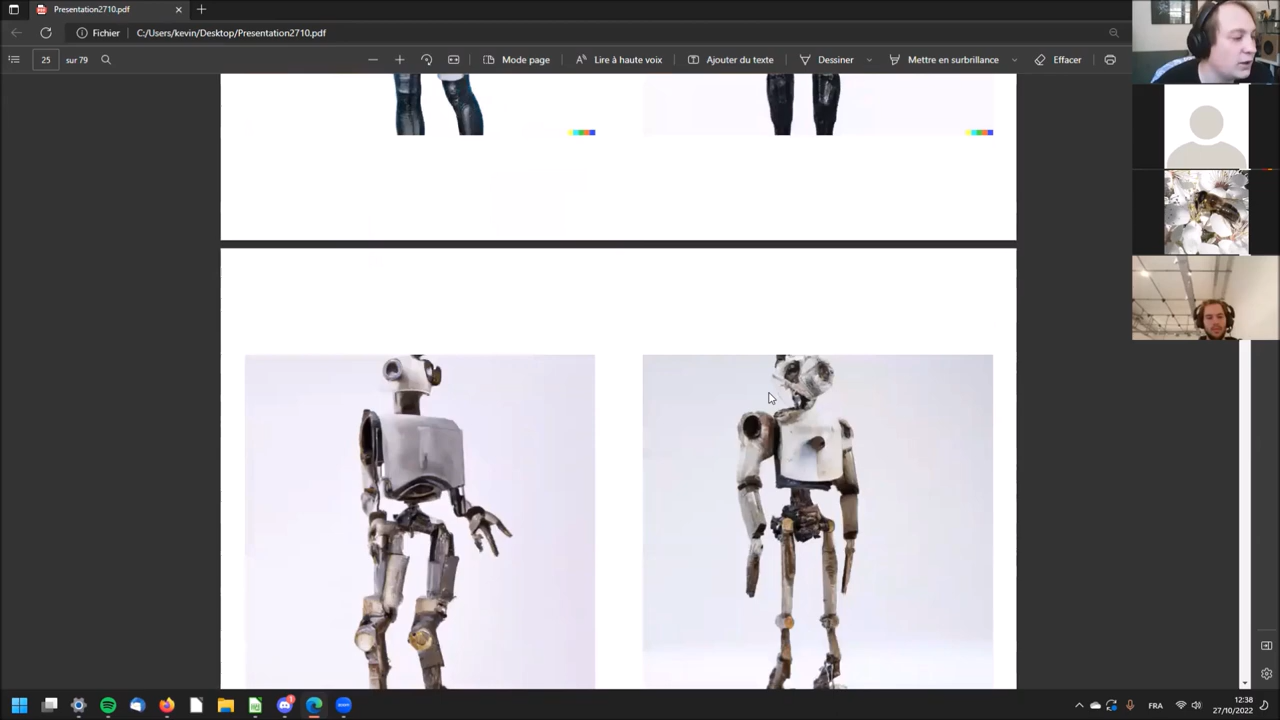 Presentation2710.pdf
Fichier
C:/Users/kevin/Desktop/Presentation2710.pdf
25 sur 79
Mode page
Lire à haute voix
Ajouter du texte
Dessiner
Mettre en surbrillance
Effacer
FRA
12:38
27/10/2022